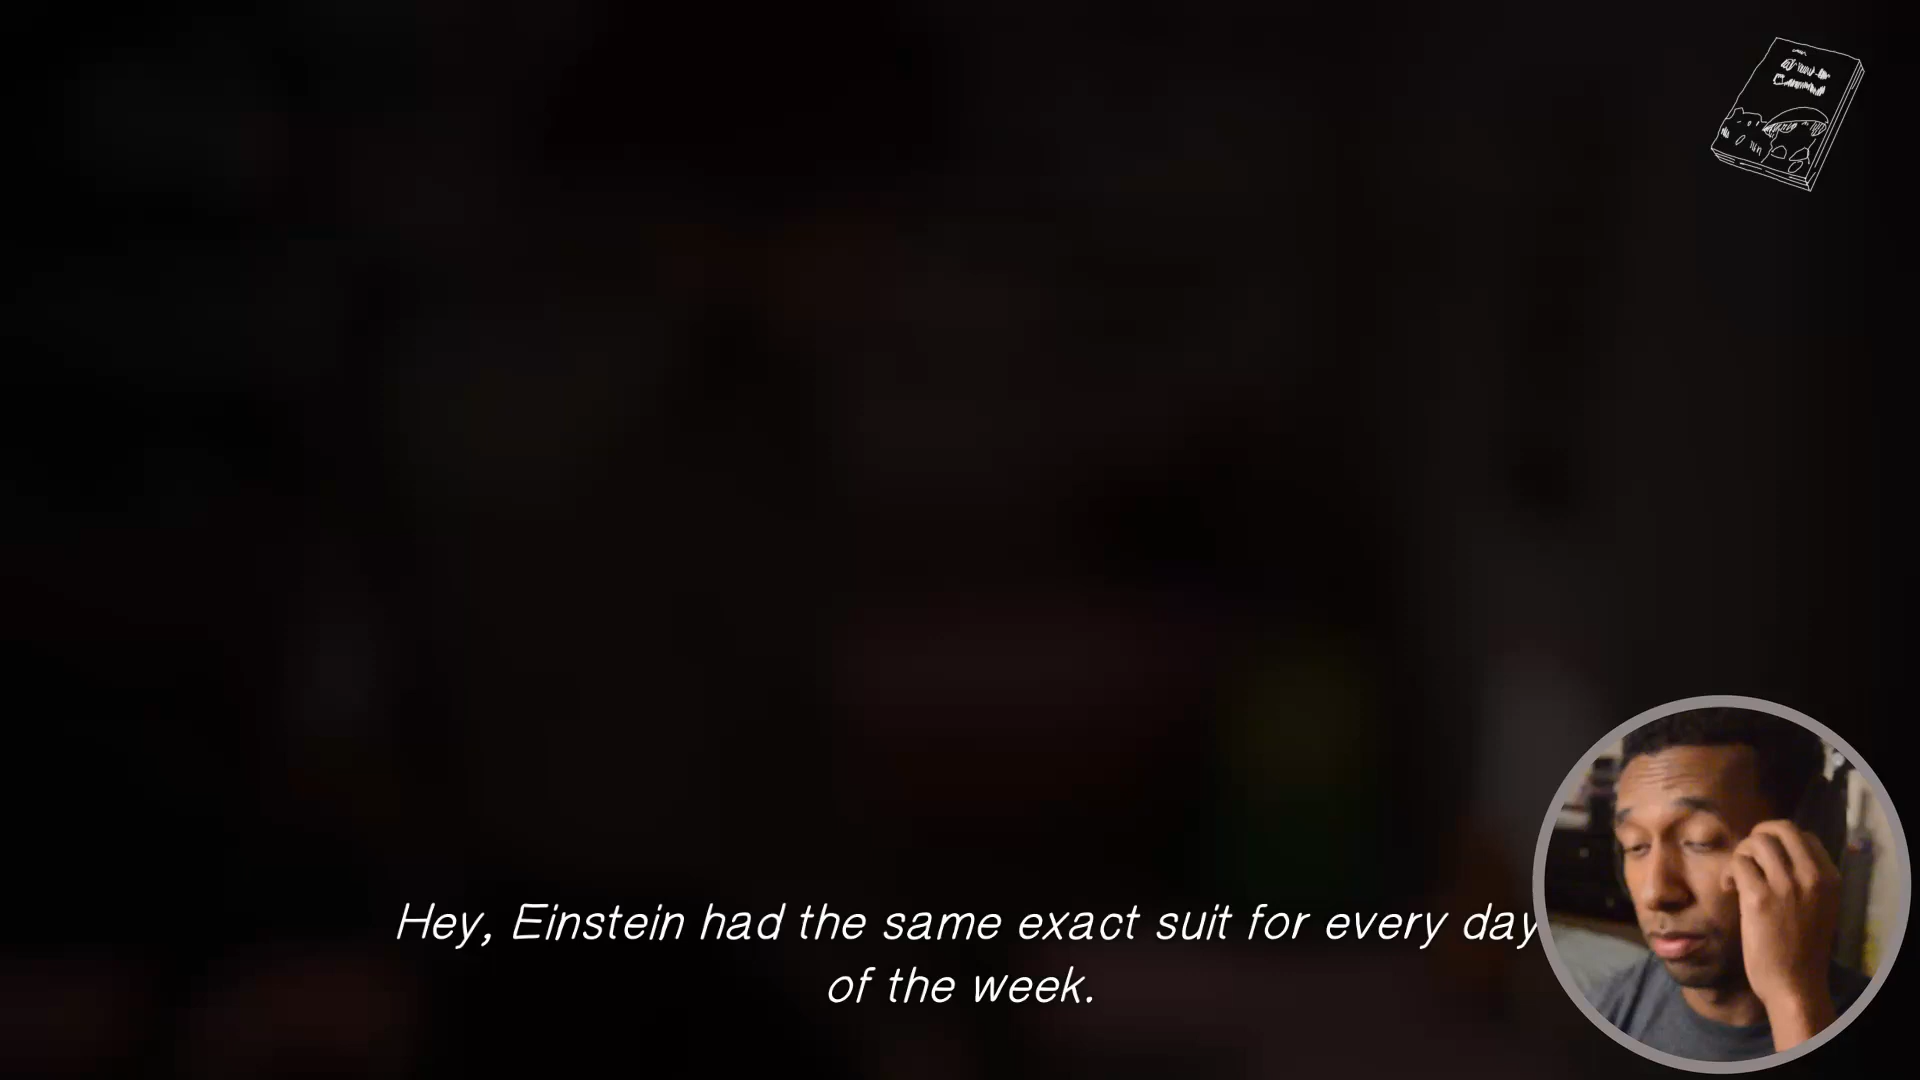 Hey, Einstein had the same exact suit for every day
of the week.